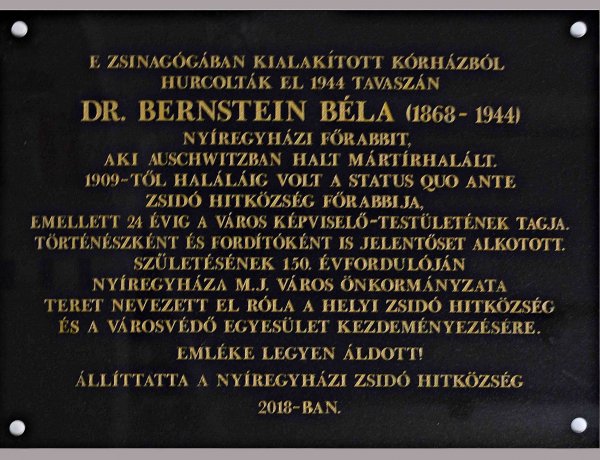 E ZSINAGÓGÁBAN KIALAKÍTOTT KÓRHÁZBÓL
HURCOLTÁK EL 1944 TAVASZÁN
DR. BERNSTEIN BÉLA (1868 - 1944)
NYÍREGYHÁZI FŐRABBIT,
AKI AUSCHWITZBAN HALT MÁRTÍRHALÁLT.
1909-TŐL HALÁLÁIG VOLT A STATUS QUO ANTE
ZSIDÓ HITKÖZSÉG FŐRABBIJA,
EMELLETT 24 ÉVIG A VÁROS KÉPVISELŐ-TESTÜLETÉNEK TAGJA.
TÖRTÉNÉSZKÉNT ÉS FORDÍTÓKÉNT IS JELENTŐSET ALKOTOTT.
SZÜLETÉSÉNEK 150. ÉVFORDULÓJÁN
NYÍREGYHÁZA M.J. VÁROS ÖNKORMÁNYZATA
TERET NEVEZETT EL RÓLA A HELYI ZSIDÓ HITKÖZSÉG
ÉS A VÁROSVÉDŐ EGYESÜLET KEZDEMÉNYEZÉSÉRE.
EMLÉKE LEGYEN ÁLDOTT!
ÁLLÍTTATTA A NYÍREGYHÁZI ZSIDÓ HITKÖZSÉG
2018-BAN.